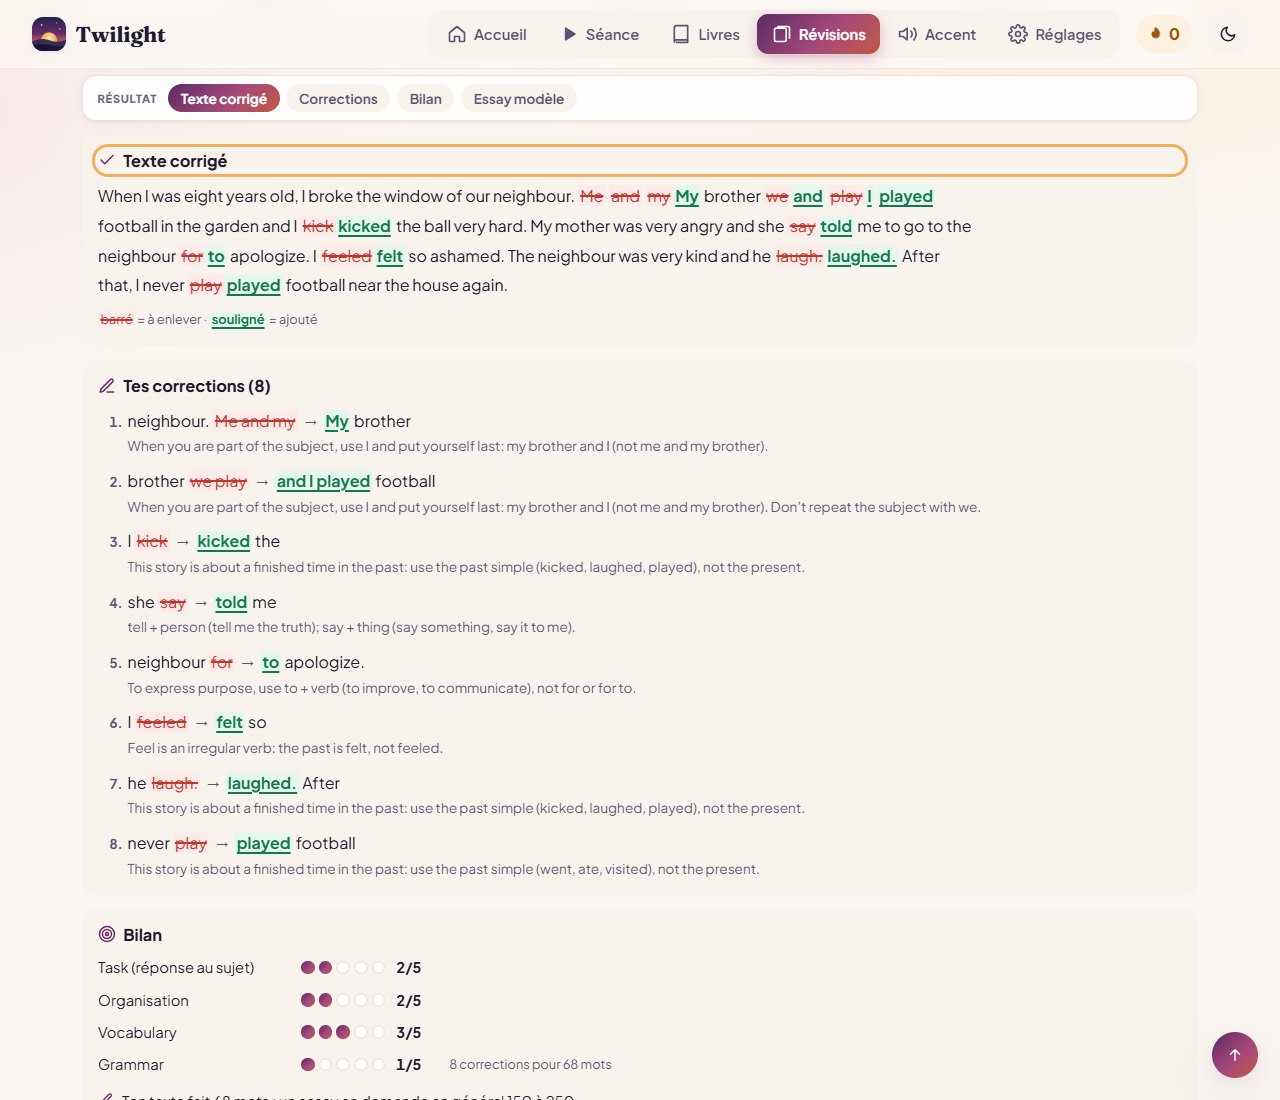 Twilight
Accueil
Séance
Livres
Révisions
Accent
Réglages
0
RÉSULTAT
Texte corrigé
Corrections
Bilan
Essay modèle
Texte corrigé
When I was eight years old, I broke the window of our neighbour. Me and my My brother we and play I played
football in the garden and I kick kicked the ball very hard. My mother was very angry and she say told me to go to the
neighbour for to apologize. I feeled felt so ashamed. The neighbour was very kind and he laugh. laughed. After
that, I never play played football near the house again.
barré = à enlever · souligné = ajouté
Tes corrections (8)
1. neighbour. Me and my → My brother
When you are part of the subject, use I and put yourself last: my brother and I (not me and my brother).
2. brother we play → and I played football
When you are part of the subject, use I and put yourself last: my brother and I (not me and my brother). Don't repeat the subject with we.
3. I kick → kicked the
This story is about a finished time in the past: use the past simple (kicked, laughed, played), not the present.
4. she say → told me
tell + person (tell me the truth); say + thing (say something, say it to me).
5. neighbour for → to apologize.
To express purpose, use to + verb (to improve, to communicate), not for or for to.
6. I feeled → felt so
Feel is an irregular verb: the past is felt, not feeled.
7. he laugh. → laughed. After
This story is about a finished time in the past: use the past simple (kicked, laughed, played), not the present.
8. never play → played football
This story is about a finished time in the past: use the past simple (went, ate, visited), not the present.
Bilan
Task (réponse au sujet) 2/5
Organisation 2/5
Vocabulary 3/5
Grammar 1/5 8 corrections pour 68 mots